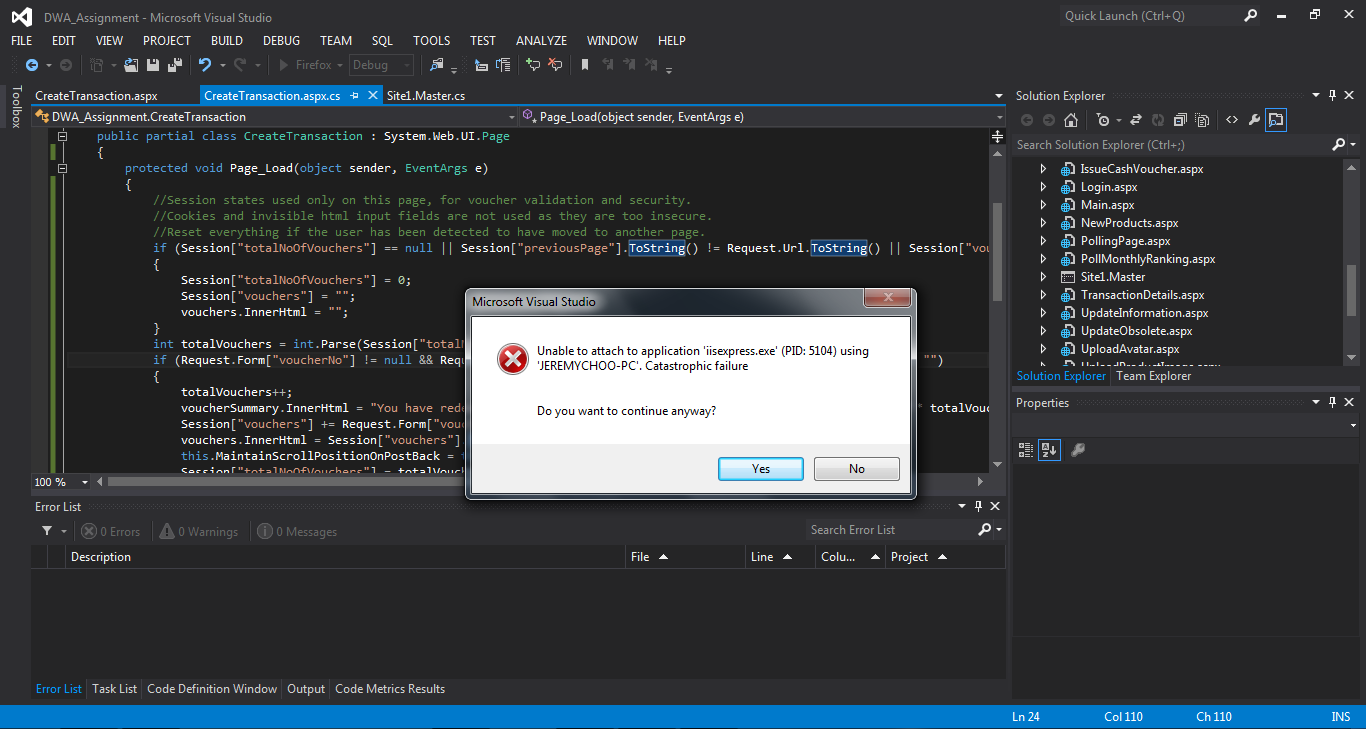 DWA_Assignment - Microsoft Visual Studio
Quick Launch (Ctrl+Q)
FILE EDIT VIEW PROJECT BUILD DEBUG TEAM SQL TOOLS TEST ANALYZE WINDOW HELP
Firefox Debug
Toolbox
CreateTransaction.aspx CreateTransaction.aspx.cs Site1.Master.cs
DWA_Assignment.CreateTransaction Page_Load(object sender, EventArgs e)
public partial class CreateTransaction : System.Web.UI.Page
{
protected void Page_Load(object sender, EventArgs e)
{
//Session states used only on this page, for voucher validation and security.
//Cookies and invisible html input fields are not used as they are too insecure.
//Reset everything if the user has been detected to have moved to another page.
if (Session["totalNoOfVouchers"] == null || Session["previousPage"].ToString() != Request.Url.ToString() || Session["vou
{
Session["totalNoOfVouchers"] = 0;
Session["vouchers"] = "";
vouchers.InnerHtml = "";
}
int totalVouchers = int.Parse(Session["totalN
if (Request.Form["voucherNo"] != null && Requ "")
{
totalVouchers++;
voucherSummary.InnerHtml = "You have rede " totalVouc
Session["vouchers"] += Request.Form["vouc
vouchers.InnerHtml = Session["vouchers"].
this.MaintainScrollPositionOnPostBack =
Session["totalNoOfVouchers"] = totalVouch
100 %
Microsoft Visual Studio
Unable to attach to application 'iisexpress.exe' (PID: 5104) using
'JEREMYCHOO-PC'. Catastrophic failure
Do you want to continue anyway?
Yes No
Error List
0 Errors 0 Warnings 0 Messages
Search Error List
Description File Line Colu... Project
Error List Task List Code Definition Window Output Code Metrics Results
Solution Explorer
Search Solution Explorer (Ctrl+;)
IssueCashVoucher.aspx
Login.aspx
Main.aspx
NewProducts.aspx
PollingPage.aspx
PollMonthlyRanking.aspx
Site1.Master
TransactionDetails.aspx
UpdateInformation.aspx
UpdateObsolete.aspx
UploadAvatar.aspx
UploadProductImage.aspx
Solution Explorer Team Explorer
Properties
Ln 24 Col 110 Ch 110 INS